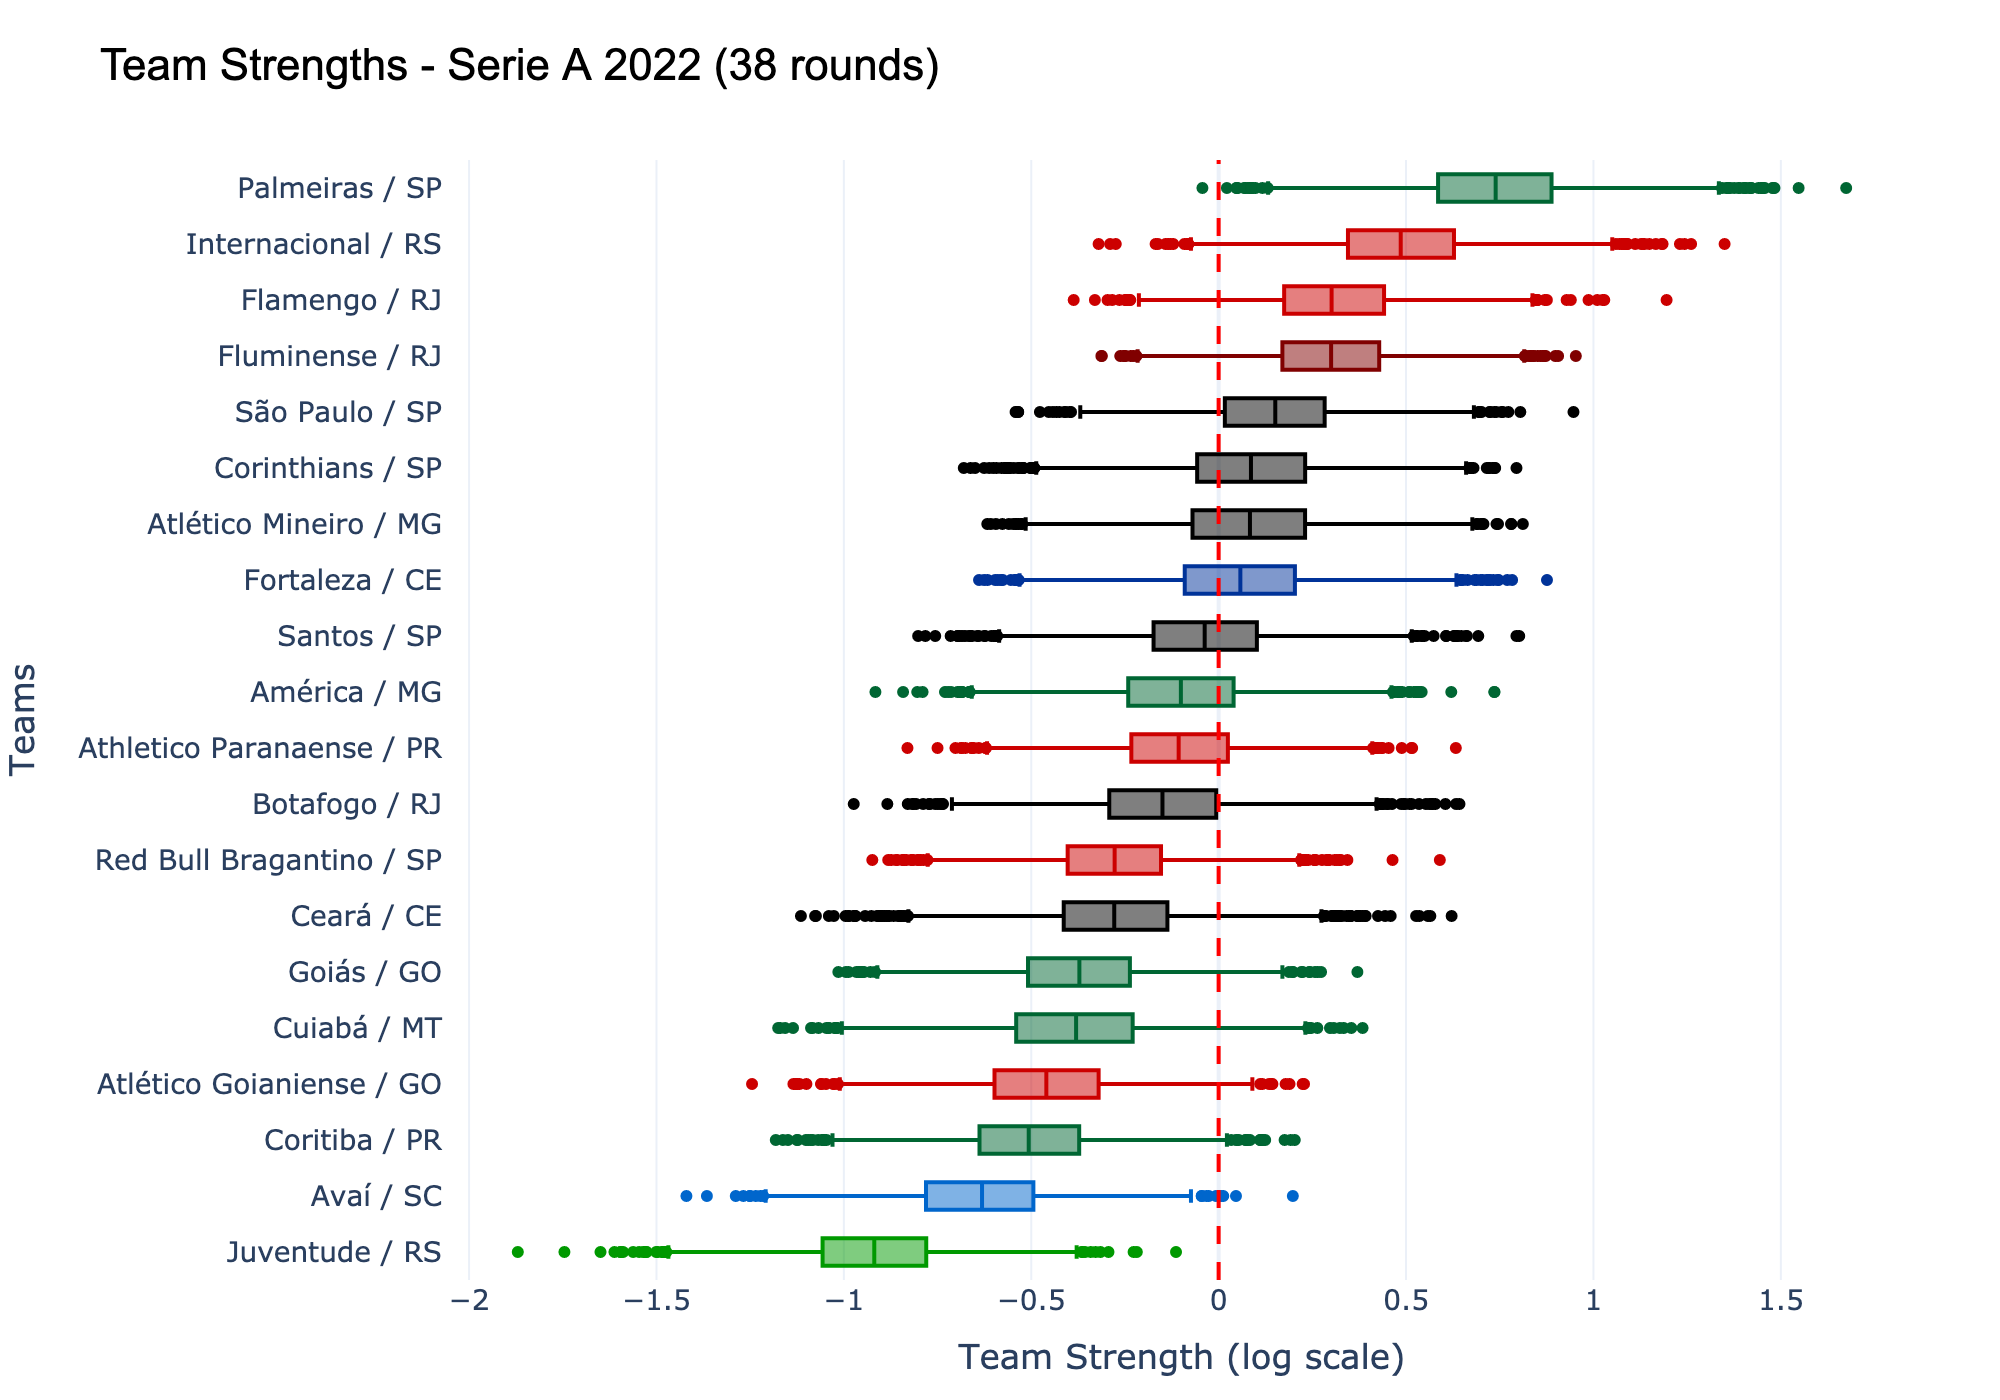 Team Strengths - Serie A 2022 (38 rounds)
Palmeiras / SP
Internacional / RS
Flamengo / RJ
Fluminense / RJ
São Paulo / SP
Corinthians / SP
Atlético Mineiro / MG
Fortaleza / CE
Santos / SP
América / MG
Athletico Paranaense / PR
Botafogo / RJ
Red Bull Bragantino / SP
Ceará / CE
Goiás / GO
Cuiabá / MT
Atlético Goianiense / GO
Coritiba / PR
Avaí / SC
Juventude / RS
Teams
−2 −1.5 −1 −0.5 0 0.5 1 1.5
Team Strength (log scale)